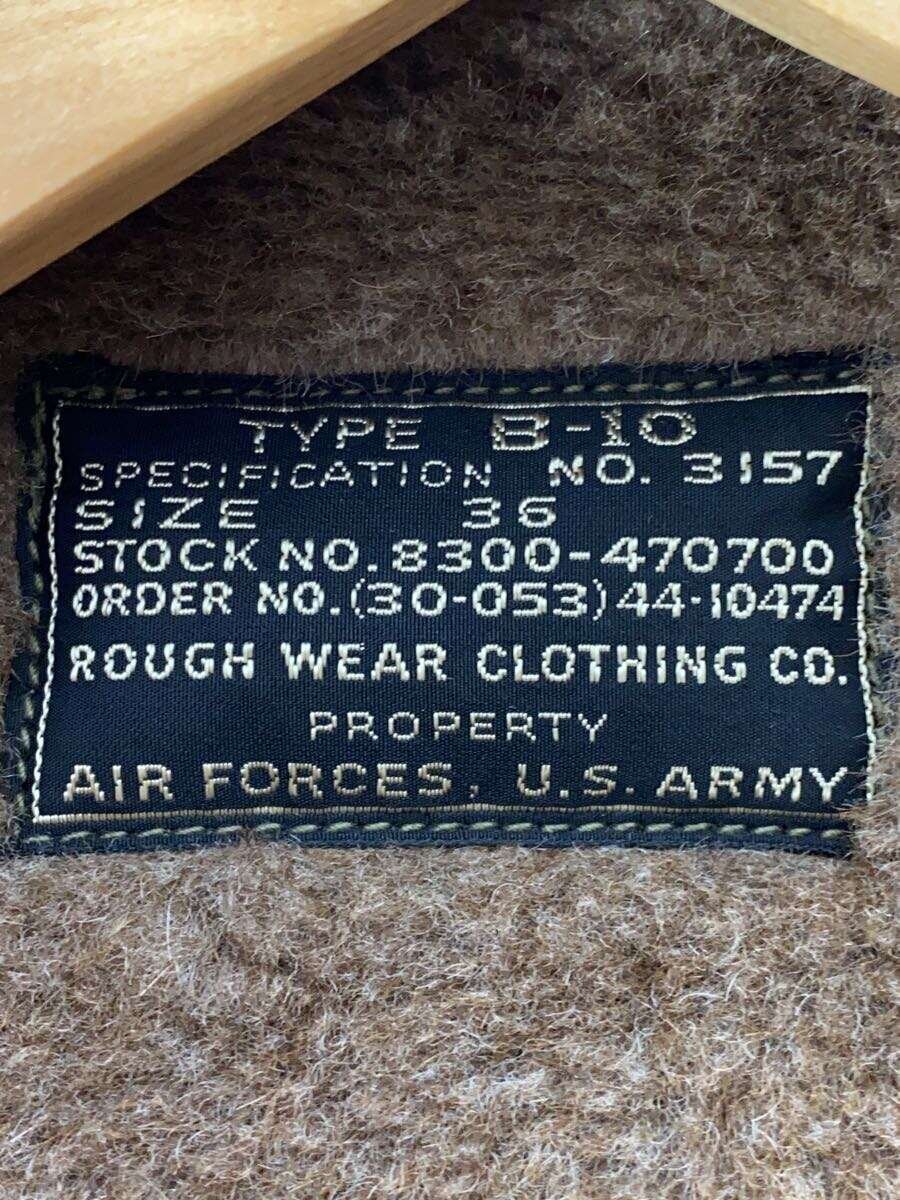 TYPE B-10
SPECIFICATION NO. 3157
SIZE 36
STOCK NO. 8300-470700
ORDER NO. (30-053) 44-10474
ROUGH WEAR CLOTHING CO.
PROPERTY
AIR FORCES, U.S. ARMY